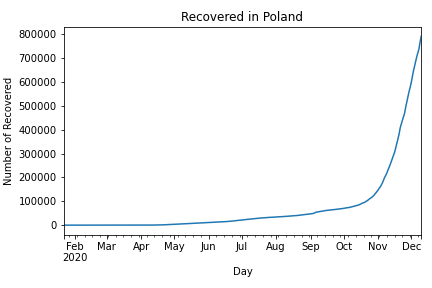 Recovered in Poland
800000
700000
600000
500000
400000
300000
200000
100000
0
Number of Recovered
Feb Mar Apr May Jun Jul Aug Sep Oct Nov Dec
2020
Day